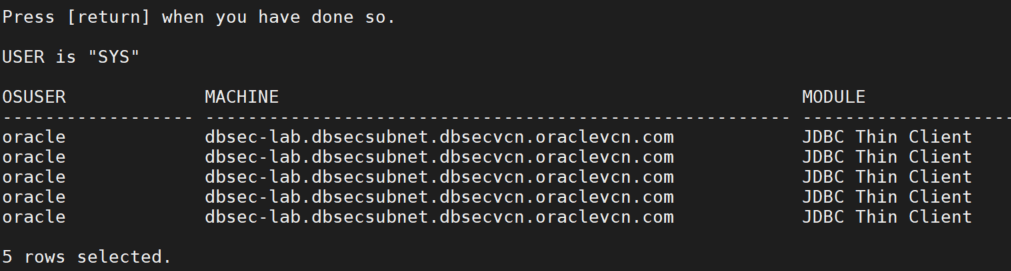 Press [return] when you have done so.
USER is "SYS"
OSUSER MACHINE MODULE
------------------ ------------------------------------------------------- --------------------
oracle dbsec-lab.dbsecsubnet.dbsecvcn.oraclevcn.com JDBC Thin Client
oracle dbsec-lab.dbsecsubnet.dbsecvcn.oraclevcn.com JDBC Thin Client
oracle dbsec-lab.dbsecsubnet.dbsecvcn.oraclevcn.com JDBC Thin Client
oracle dbsec-lab.dbsecsubnet.dbsecvcn.oraclevcn.com JDBC Thin Client
oracle dbsec-lab.dbsecsubnet.dbsecvcn.oraclevcn.com JDBC Thin Client
5 rows selected.